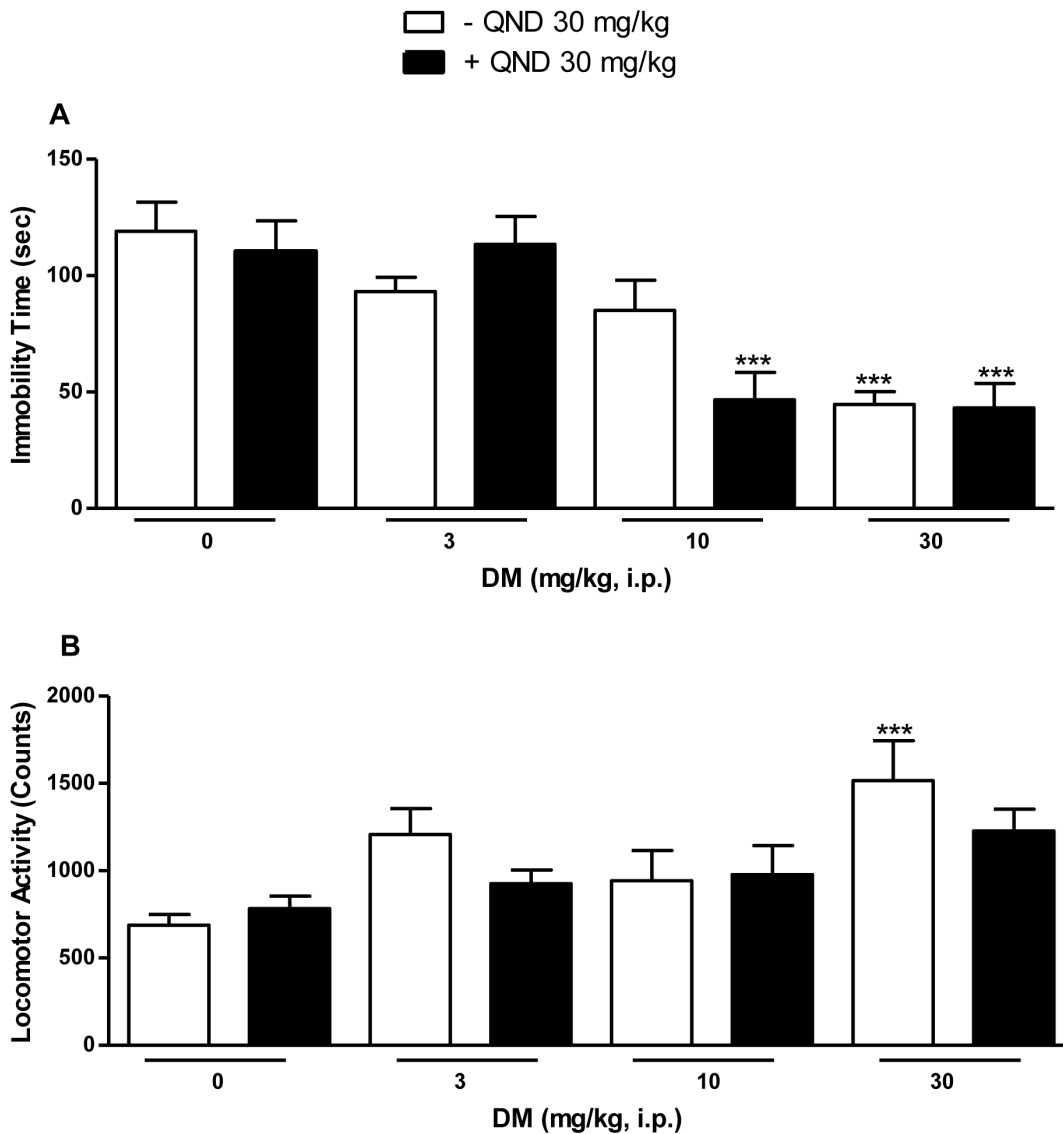 - QND 30 mg/kg
+ QND 30 mg/kg
A
Immobility Time (sec)
150
100
50
0
***
***
***
0 3 10 30
DM (mg/kg, i.p.)
B
Locomotor Activity (Counts)
2000
1500
1000
500
0
***
0 3 10 30
DM (mg/kg, i.p.)